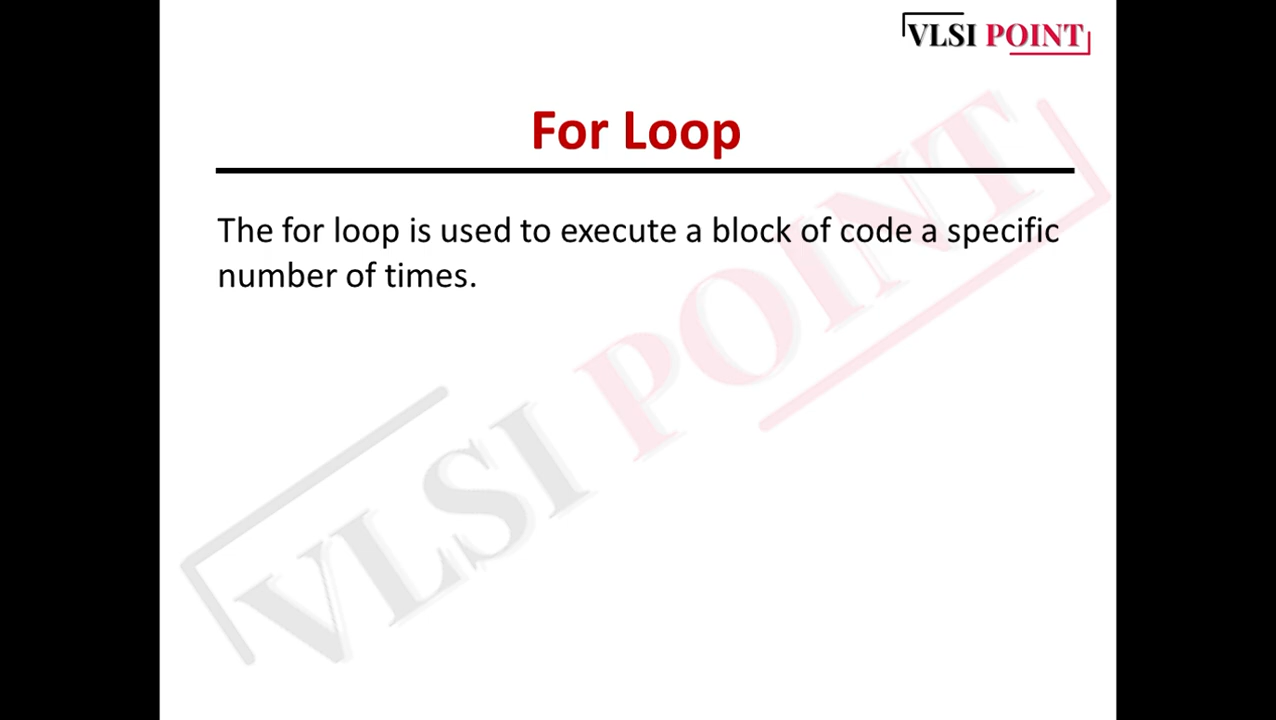 VLSI POINT
For Loop
The for loop is used to execute a block of code a specific
number of times.
VLSI POINT